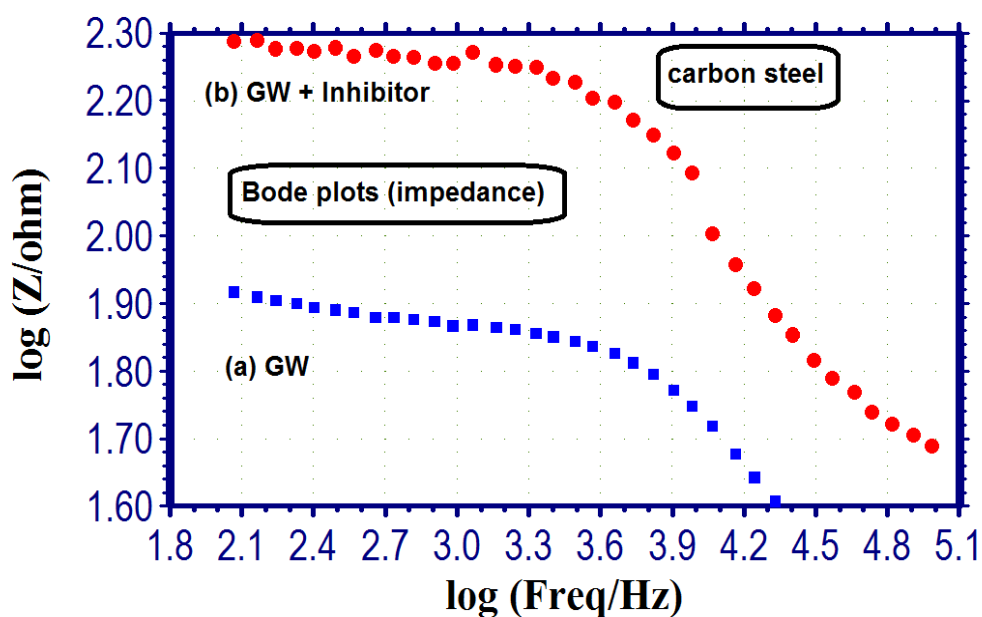 2.30
2.20
2.10
2.00
1.90
1.80
1.70
1.60
log (Z/ohm)
carbon steel
(b) GW + Inhibitor
Bode plots (impedance)
(a) GW
1.8 2.1 2.4 2.7 3.0 3.3 3.6 3.9 4.2 4.5 4.8 5.1
log (Freq/Hz)